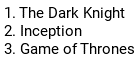 1. The Dark Knight
2. Inception
3. Game of Thrones